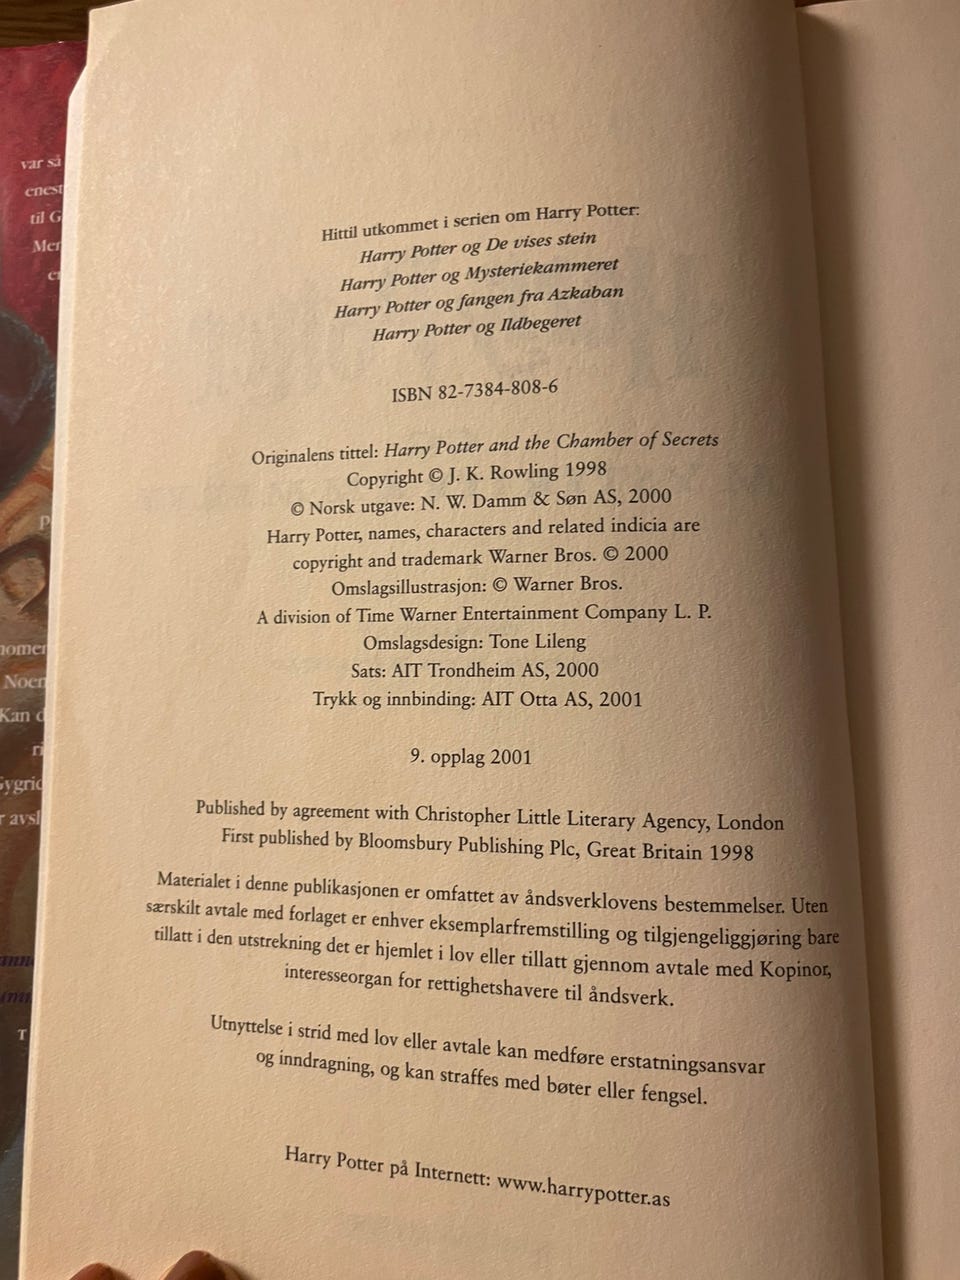 Hittil utkommet i serien om Harry Potter:
Harry Potter og De vises stein
Harry Potter og Mysteriekammeret
Harry Potter og fangen fra Azkaban
Harry Potter og Ildbegeret
ISBN 82-7384-808-6
Originalens tittel: Harry Potter and the Chamber of Secrets
Copyright © J. K. Rowling 1998
© Norsk utgave: N. W. Damm & Søn AS, 2000
Harry Potter, names, characters and related indicia are
copyright and trademark Warner Bros. © 2000
Omslagsillustrasjon: © Warner Bros.
A division of Time Warner Entertainment Company L. P.
Omslagsdesign: Tone Lileng
Sats: AIT Trondheim AS, 2000
Trykk og innbinding: AIT Otta AS, 2001
9. opplag 2001
Published by agreement with Christopher Little Literary Agency, London
First published by Bloomsbury Publishing Plc, Great Britain 1998
Materialet i denne publikasjonen er omfattet av åndsverklovens bestemmelser. Uten
særskilt avtale med forlaget er enhver eksemplarfremstilling og tilgjengeliggjøring bare
tillatt i den utstrekning det er hjemlet i lov eller tillatt gjennom avtale med Kopinor,
interesseorgan for rettighetshavere til åndsverk.
Utnyttelse i strid med lov eller avtale kan medføre erstatningsansvar
og inndragning, og kan straffes med bøter eller fengsel.
Harry Potter på Internett: www.harrypotter.as
var så
til
Kan